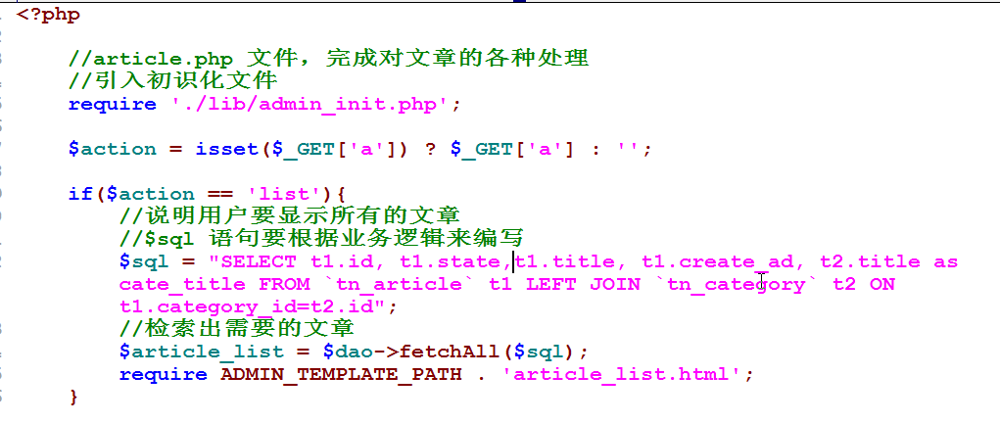 <?php
//article.php 文件，完成对文章的各种处理
//引入初识化文件
require './lib/admin_init.php';
$action = isset($_GET['a']) ? $_GET['a'] : '';
if($action == 'list'){
//说明用户要显示所有的文章
//$sql 语句要根据业务逻辑来编写
$sql = "SELECT t1.id, t1.state,t1.title, t1.create_ad, t2.title as
cate_title FROM `tn_article` t1 LEFT JOIN `tn_category` t2 ON
t1.category_id=t2.id";
//检索出需要的文章
$article_list = $dao->fetchAll($sql);
require ADMIN_TEMPLATE_PATH . 'article_list.html';
}